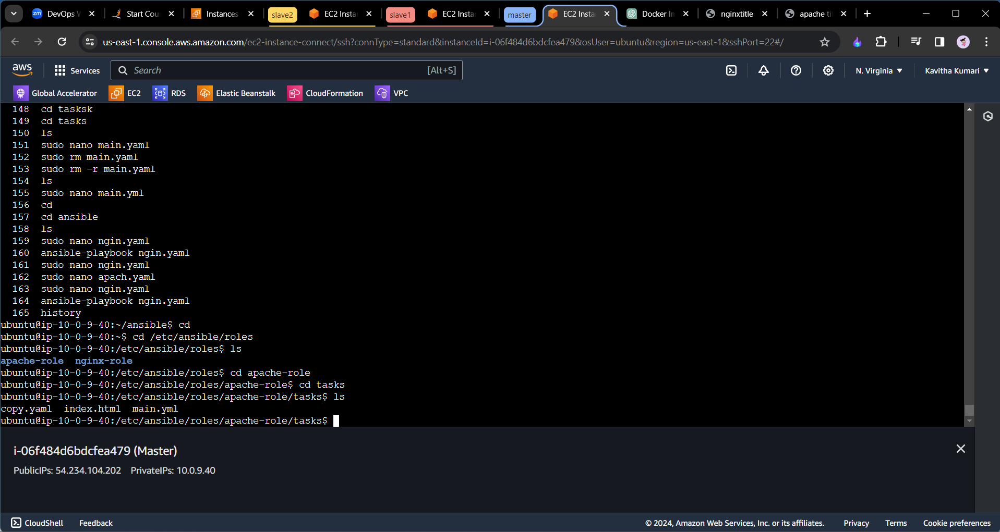 zm DevOps W
Start Cou
Instances
slave2
EC2 Insta
slave1
EC2 Insta
master
EC2 Insta
Docker In
nginxtitle
apache ti
us-east-1.console.aws.amazon.com/ec2-instance-connect/ssh?connType=standard&instanceId=i-06f484d6bdcfea479&osUser=ubuntu&region=us-east-1&sshPort=22#/
aws Services Search [Alt+S] N. Virginia Kavitha Kumari
Global Accelerator EC2 RDS Elastic Beanstalk CloudFormation VPC
148 cd tasksk
149 cd tasks
150 ls
151 sudo nano main.yaml
152 sudo rm main.yaml
153 sudo rm -r main.yaml
154 ls
155 sudo nano main.yml
156 cd
157 cd ansible
158 ls
159 sudo nano ngin.yaml
160 ansible-playbook ngin.yaml
161 sudo nano ngin.yaml
162 sudo nano apach.yaml
163 sudo nano ngin.yaml
164 ansible-playbook ngin.yaml
165 history
ubuntu@ip-10-0-9-40:~/ansible$ cd
ubuntu@ip-10-0-9-40:~$ cd /etc/ansible/roles
ubuntu@ip-10-0-9-40:/etc/ansible/roles$ ls
apache-role nginx-role
ubuntu@ip-10-0-9-40:/etc/ansible/roles$ cd apache-role
ubuntu@ip-10-0-9-40:/etc/ansible/roles/apache-role$ cd tasks
ubuntu@ip-10-0-9-40:/etc/ansible/roles/apache-role/tasks$ ls
copy.yaml index.html main.yml
ubuntu@ip-10-0-9-40:/etc/ansible/roles/apache-role/tasks$
i-06f484d6bdcfea479 (Master)
PublicIPs: 54.234.104.202 PrivateIPs: 10.0.9.40
CloudShell Feedback © 2024, Amazon Web Services, Inc. or its affiliates. Privacy Terms Cookie preferences